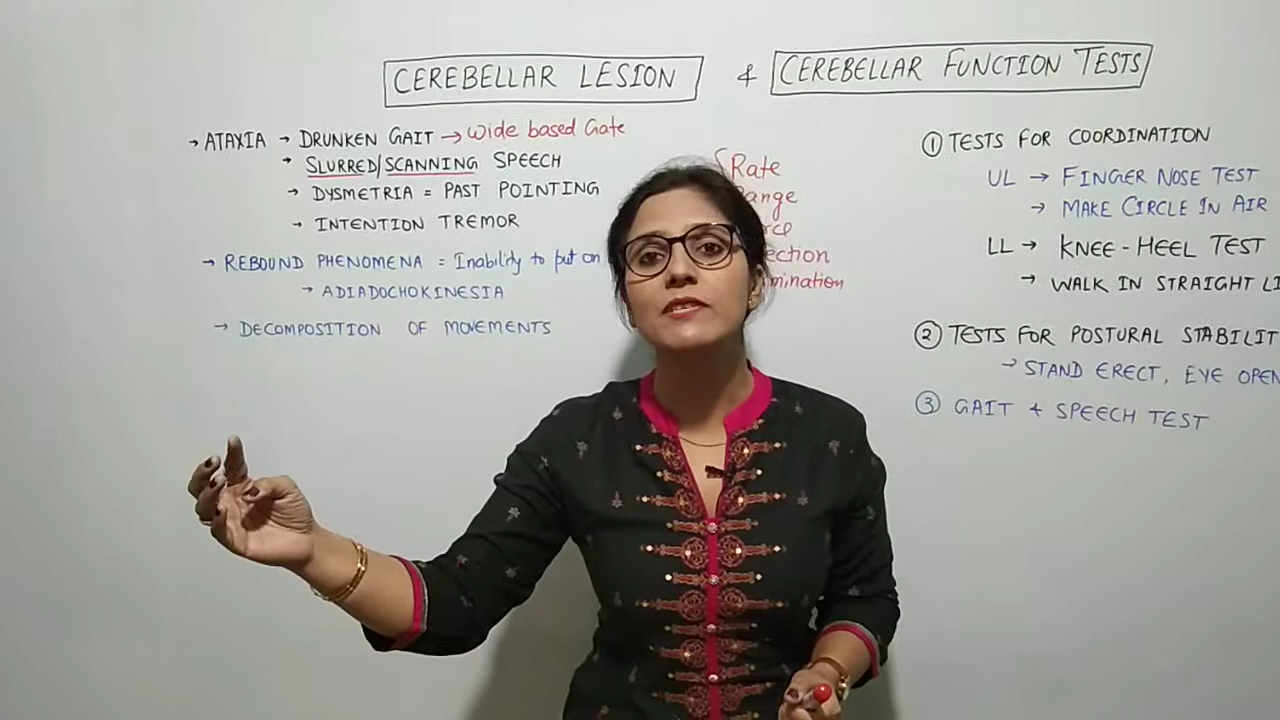 CEREBELLAR LESION & CEREBELLAR FUNCTION TESTS
→ ATAXIA → DRUNKEN GAIT → Wide based Gate
→ SLURRED/SCANNING SPEECH
→ DYSMETRIA = PAST POINTING
→ INTENTION TREMOR
→ REBOUND PHENOMENA = Inability to put on
→ ADIADOCHOKINESIA
→ DECOMPOSITION OF MOVEMENTS
Rate
① TESTS FOR COORDINATION
UL → FINGER NOSE TEST
→ MAKE CIRCLE IN AIR
LL → KNEE-HEEL TEST
→ WALK IN STRAIGHT
② TESTS FOR POSTURAL
→ STAND ERECT, EYE OPEN
③ GAIT + SPEECH TEST